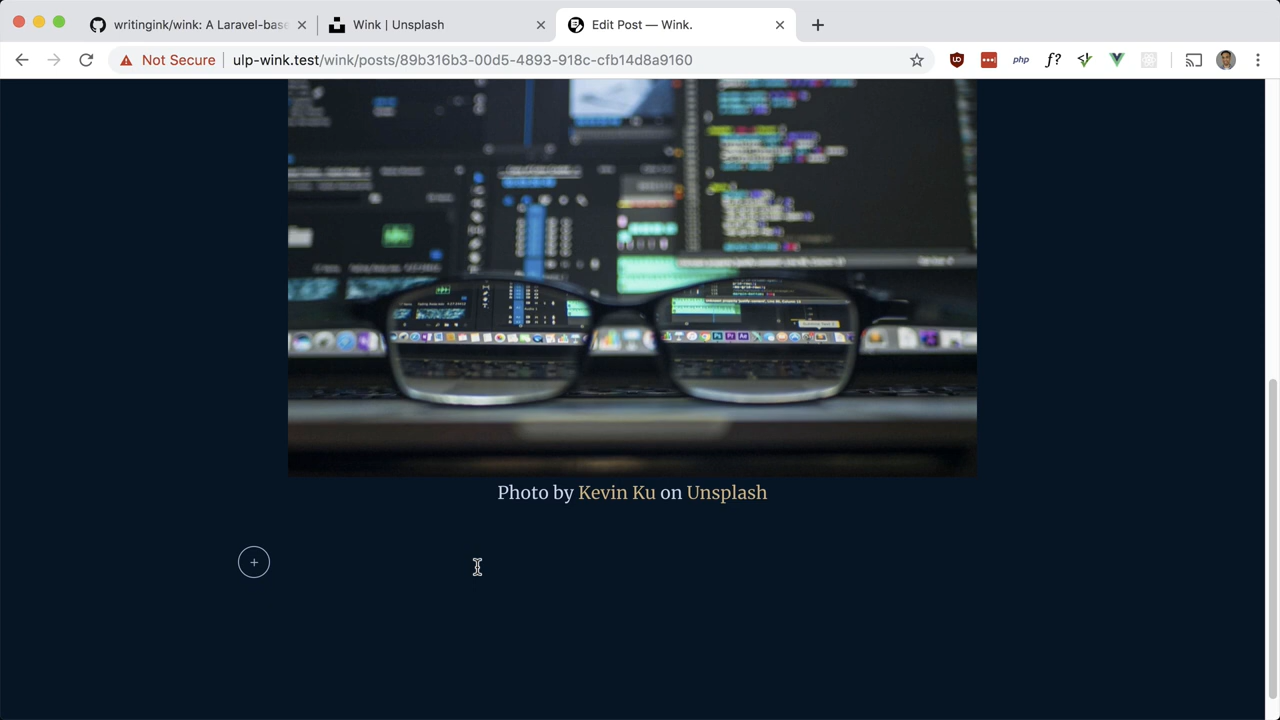 writingink/wink: A Laravel-base
Wink | Unsplash
Edit Post — Wink.
Not Secure
ulp-wink.test/wink/posts/89b316b3-00d5-4893-918c-cfb14d8a9160
php
f?
Photo by Kevin Ku on Unsplash